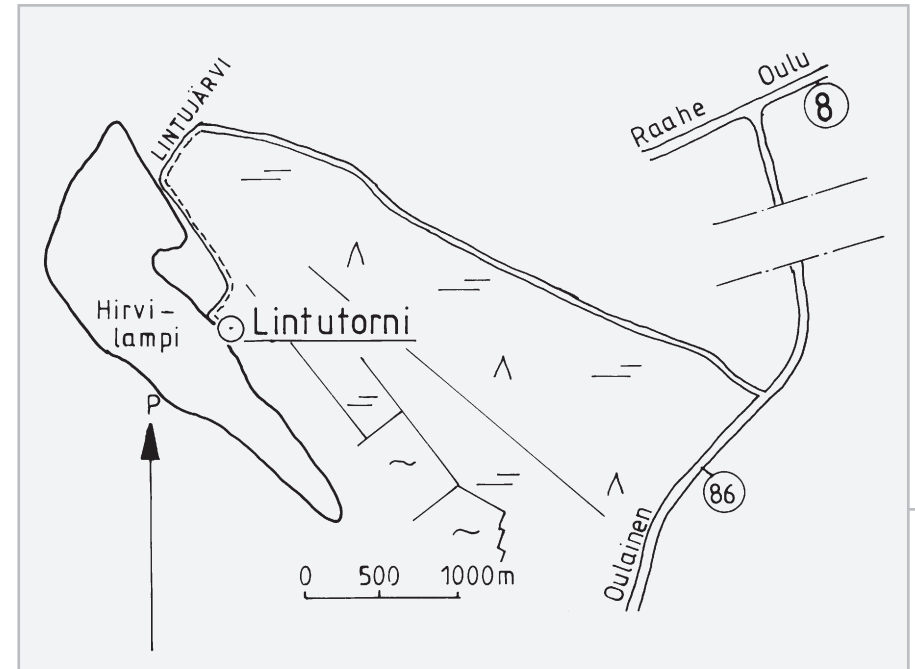 LINTUJÄRVI
Raahe Oulu
8
Hirvi-
lampi
Lintutorni
P
86
Oulainen
0 500 1000m